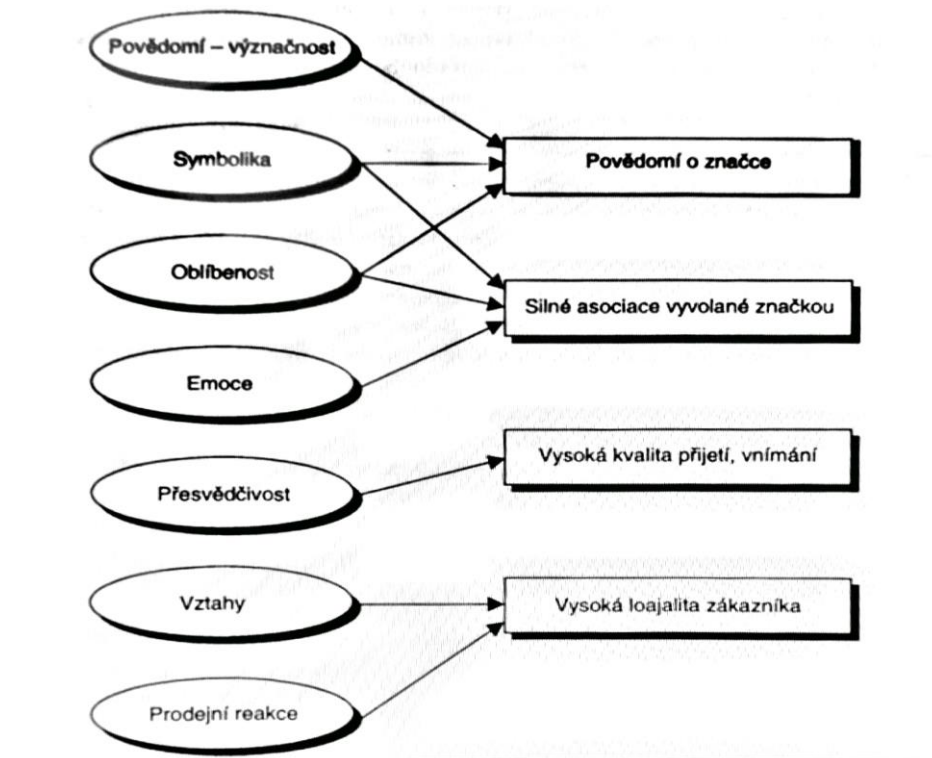 Povědomí – význačnost
Symbolika
Povědomí o značce
Oblíbenost
Silné asociace vyvolané značkou
Emoce
Vysoká kvalita přijetí, vnímání
Přesvědčivost
Vztahy
Vysoká loajalita zákazníka
Prodejní reakce